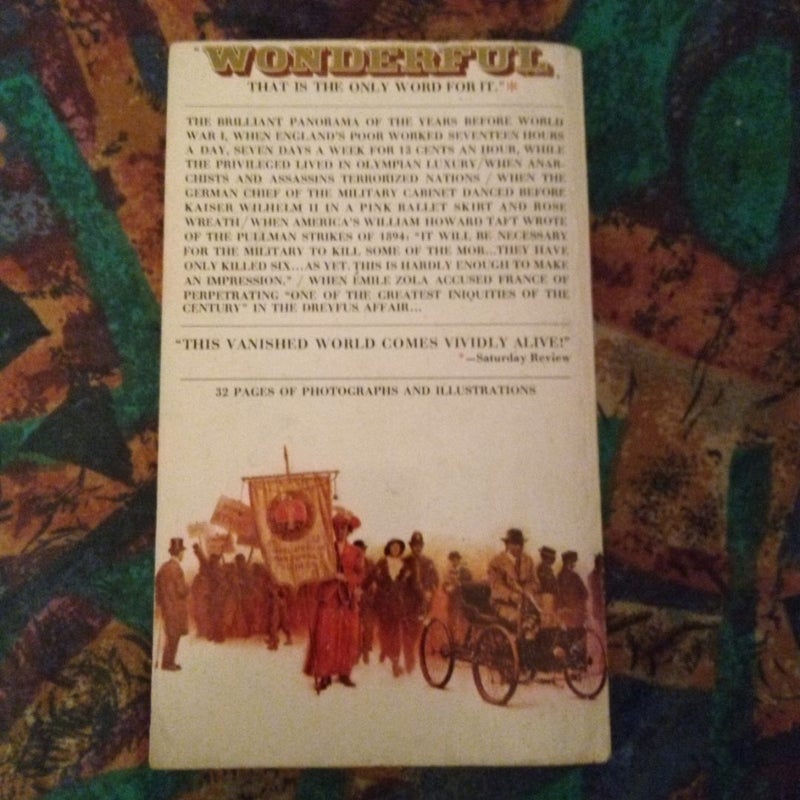 "WONDERFUL,
THAT IS THE ONLY WORD FOR IT."*
THE BRILLIANT PANORAMA OF THE YEARS BEFORE WORLD
WAR I, WHEN ENGLAND'S POOR WORKED SEVENTEEN HOURS
A DAY, SEVEN DAYS A WEEK FOR 13 CENTS AN HOUR, WHILE
THE PRIVILEGED LIVED IN OLYMPIAN LUXURY/WHEN ANAR-
CHISTS AND ASSASSINS TERRORIZED NATIONS / WHEN THE
GERMAN CHIEF OF THE MILITARY CABINET DANCED BEFORE
KAISER WILHELM II IN A PINK BALLET SKIRT AND ROSE
WREATH/WHEN AMERICA'S WILLIAM HOWARD TAFT WROTE
OF THE PULLMAN STRIKES OF 1894: "IT WILL BE NECESSARY
FOR THE MILITARY TO KILL SOME OF THE MOB...THEY HAVE
ONLY KILLED SIX...AS YET. THIS IS HARDLY ENOUGH TO MAKE
AN IMPRESSION." / WHEN ÉMILE ZOLA ACCUSED FRANCE OF
PERPETRATING "ONE OF THE GREATEST INIQUITIES OF THE
CENTURY" IN THE DREYFUS AFFAIR...
"THIS VANISHED WORLD COMES VIVIDLY ALIVE!"
*—Saturday Review
32 PAGES OF PHOTOGRAPHS AND ILLUSTRATIONS